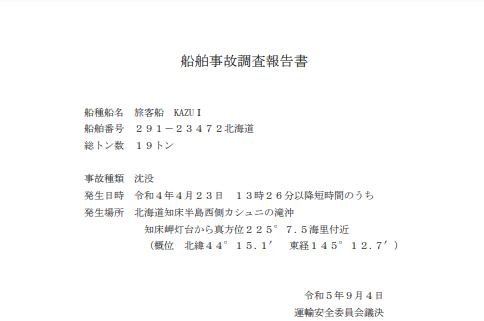 船舶事故調査報告書
船種船名　旅客船　KAZUⅠ
船舶番号　２９１－２３４７２北海道
総トン数　１９トン
事故種類　沈没
発生日時　令和４年４月２３日　１３時２６分以降短時間のうち
発生場所　北海道知床半島西側カシュニの滝沖
知床岬灯台から真方位２２５°７.５海里付近
（概位　北緯４４°１５.１′　東経１４５°１２.７′）
令和５年９月４日
運輸安全委員会議決